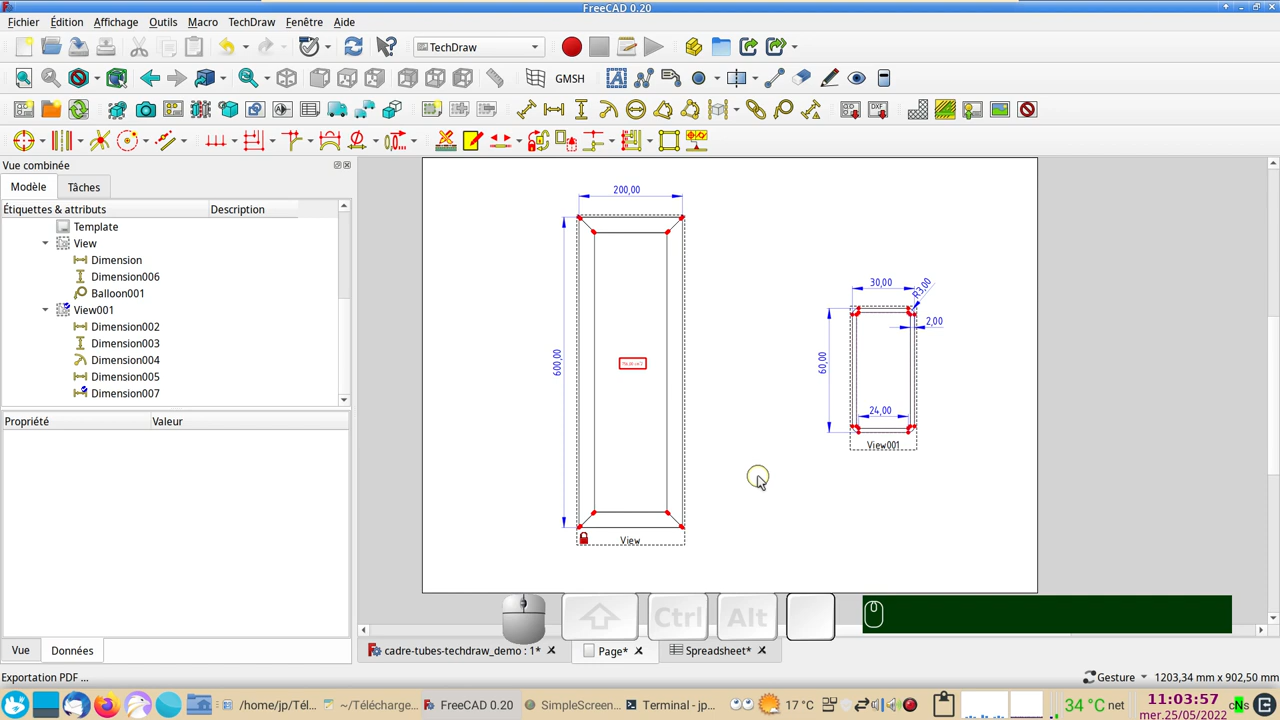 FreeCAD 0.20
Fichier Édition Affichage Outils Macro TechDraw Fenêtre Aide
TechDraw
GMSH
Vue combinée
Modèle Tâches
Étiquettes & attributs Description
Template
View
Dimension
Dimension006
Balloon001
View001
Dimension002
Dimension003
Dimension004
Dimension005
Dimension007
Propriété Valeur
200,00
600,00
View
30,00
R3,00
2,00
60,00
24,00
View001
Ctrl Alt
Vue Données
cadre-tubes-techdraw_demo : 1* Page* Spreadsheet*
Exportation PDF ...
Gesture 1203,34 mm x 902,50 mm
/home/jp/Tél... ~/Télécharge... FreeCAD 0.20 SimpleScreen... Terminal - jp... 17 °C 34 °C net 11:03:57 cNs
mer.25/05/2022